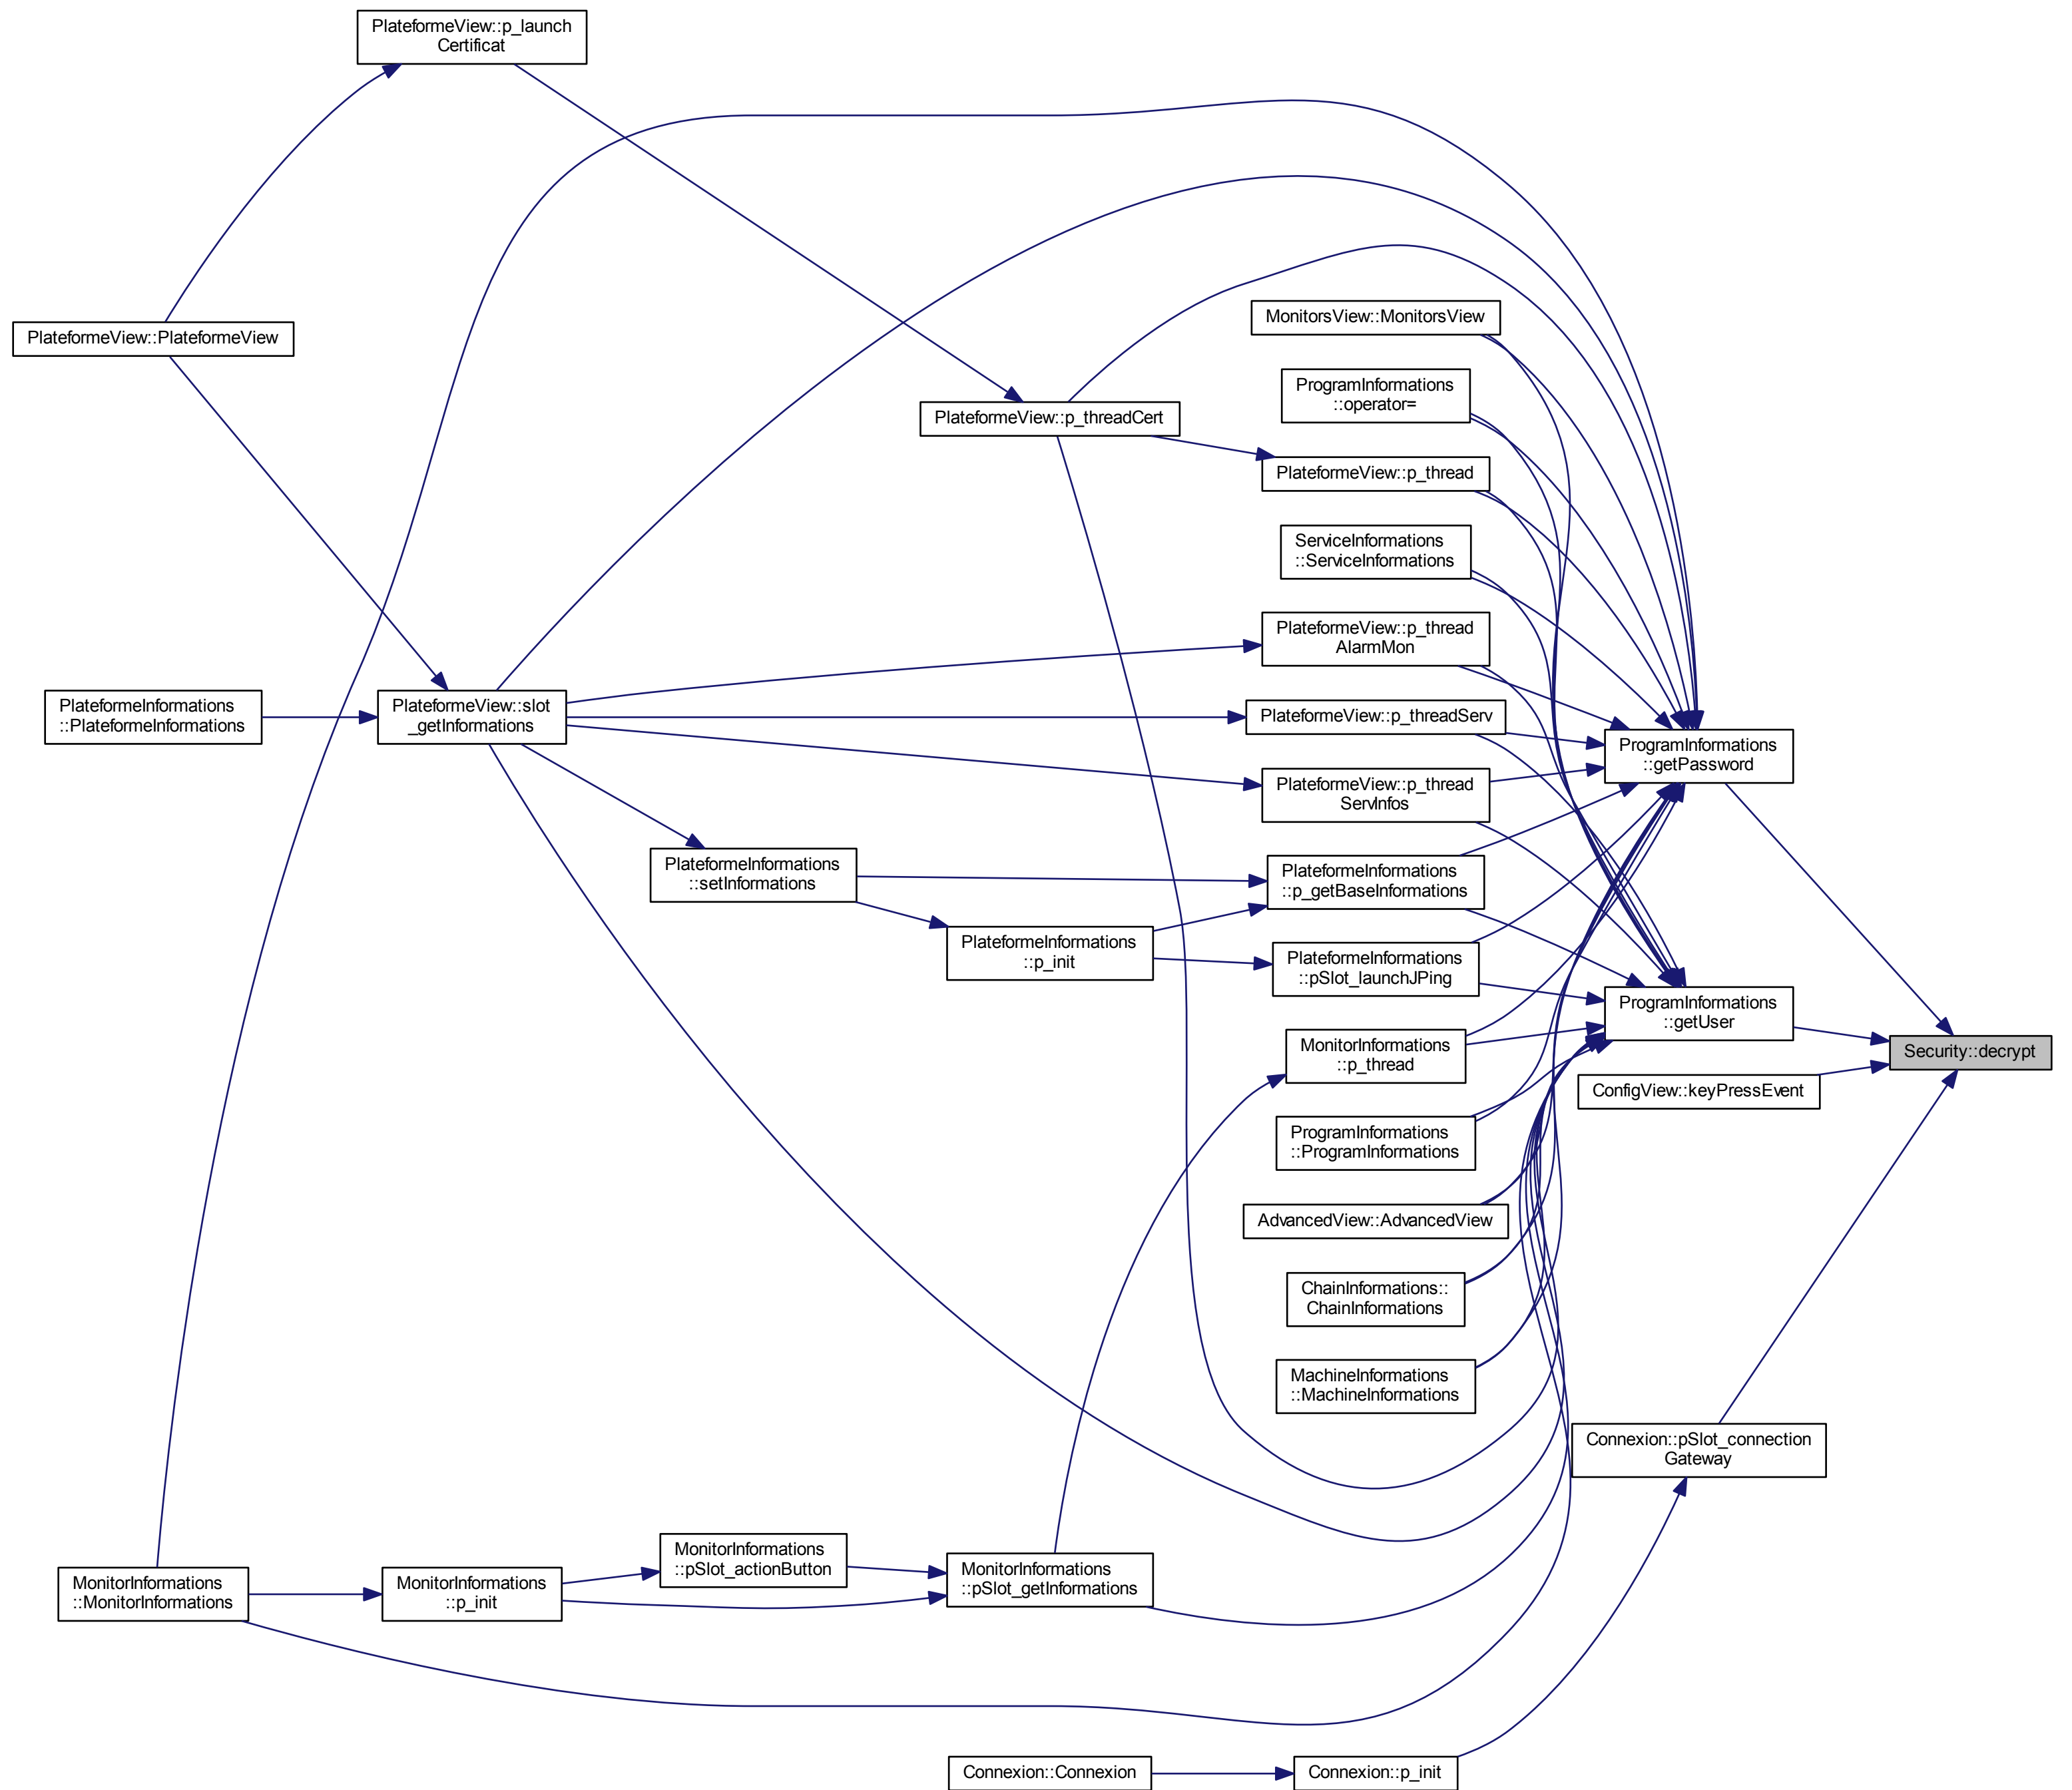 PlateformeView::p_launch
Certificat
PlateformeView::PlateformeView
MonitorsView::MonitorsView
ProgramInformations
::operator=
PlateformeView::p_threadCert
PlateformeView::p_thread
ServiceInformations
::ServiceInformations
PlateformeView::p_thread
AlarmMon
PlateformeInformations
::PlateformeInformations
PlateformeView::slot
_getInformations
PlateformeView::p_threadServ
ProgramInformations
::getPassword
PlateformeView::p_thread
ServInfos
PlateformeInformations
::setInformations
PlateformeInformations
::p_getBaseInformations
PlateformeInformations
::p_init
PlateformeInformations
::pSlot_launchJPing
ProgramInformations
::getUser
MonitorInformations
::p_thread
Security::decrypt
ConfigView::keyPressEvent
ProgramInformations
::ProgramInformations
AdvancedView::AdvancedView
ChainInformations::
ChainInformations
MachineInformations
::MachineInformations
Connexion::pSlot_connection
Gateway
MonitorInformations
::MonitorInformations
MonitorInformations
::p_init
MonitorInformations
::pSlot_actionButton
MonitorInformations
::pSlot_getInformations
Connexion::Connexion
Connexion::p_init